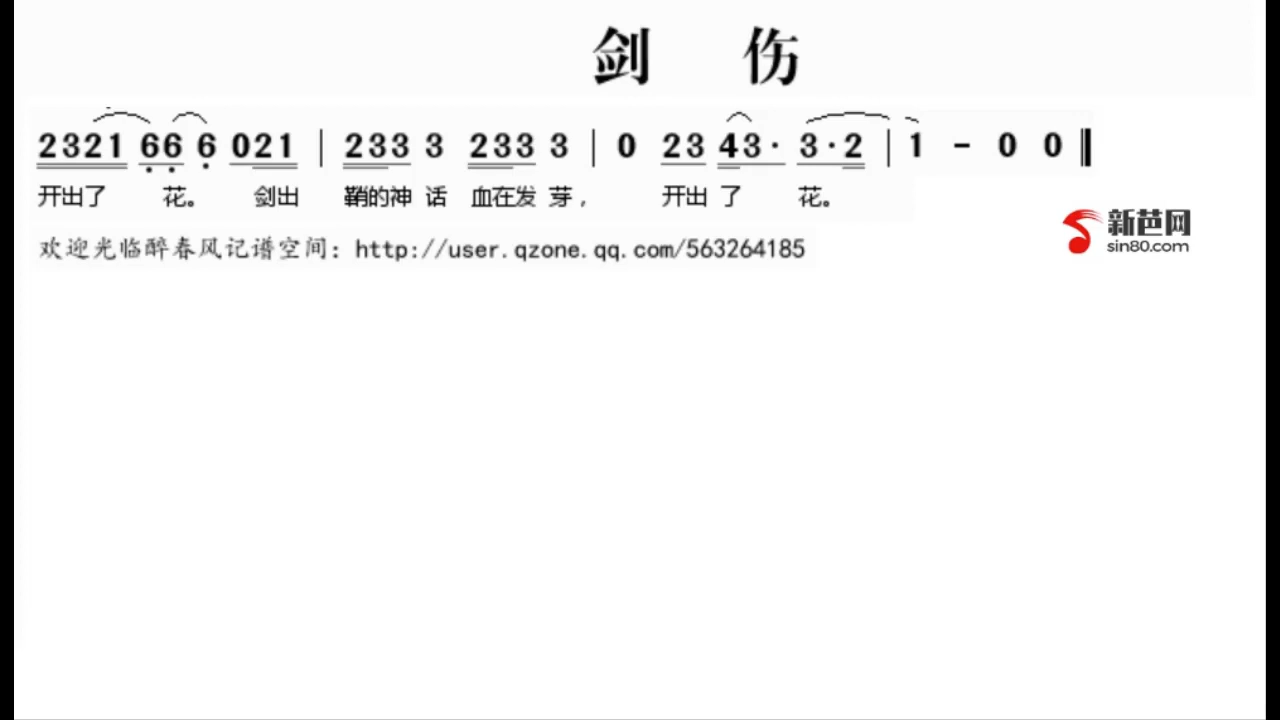 剑 伤
2321 66 6 021 | 233 3 233 3 | 0 23 43· 3·2 | 1 - 0 0 ‖
开出了 花。 剑出 鞘的神 话 血在发 芽, 开出 了 花。
新芭网
sin80.com
欢迎光临醉春风记谱空间：http://user.qzone.qq.com/563264185